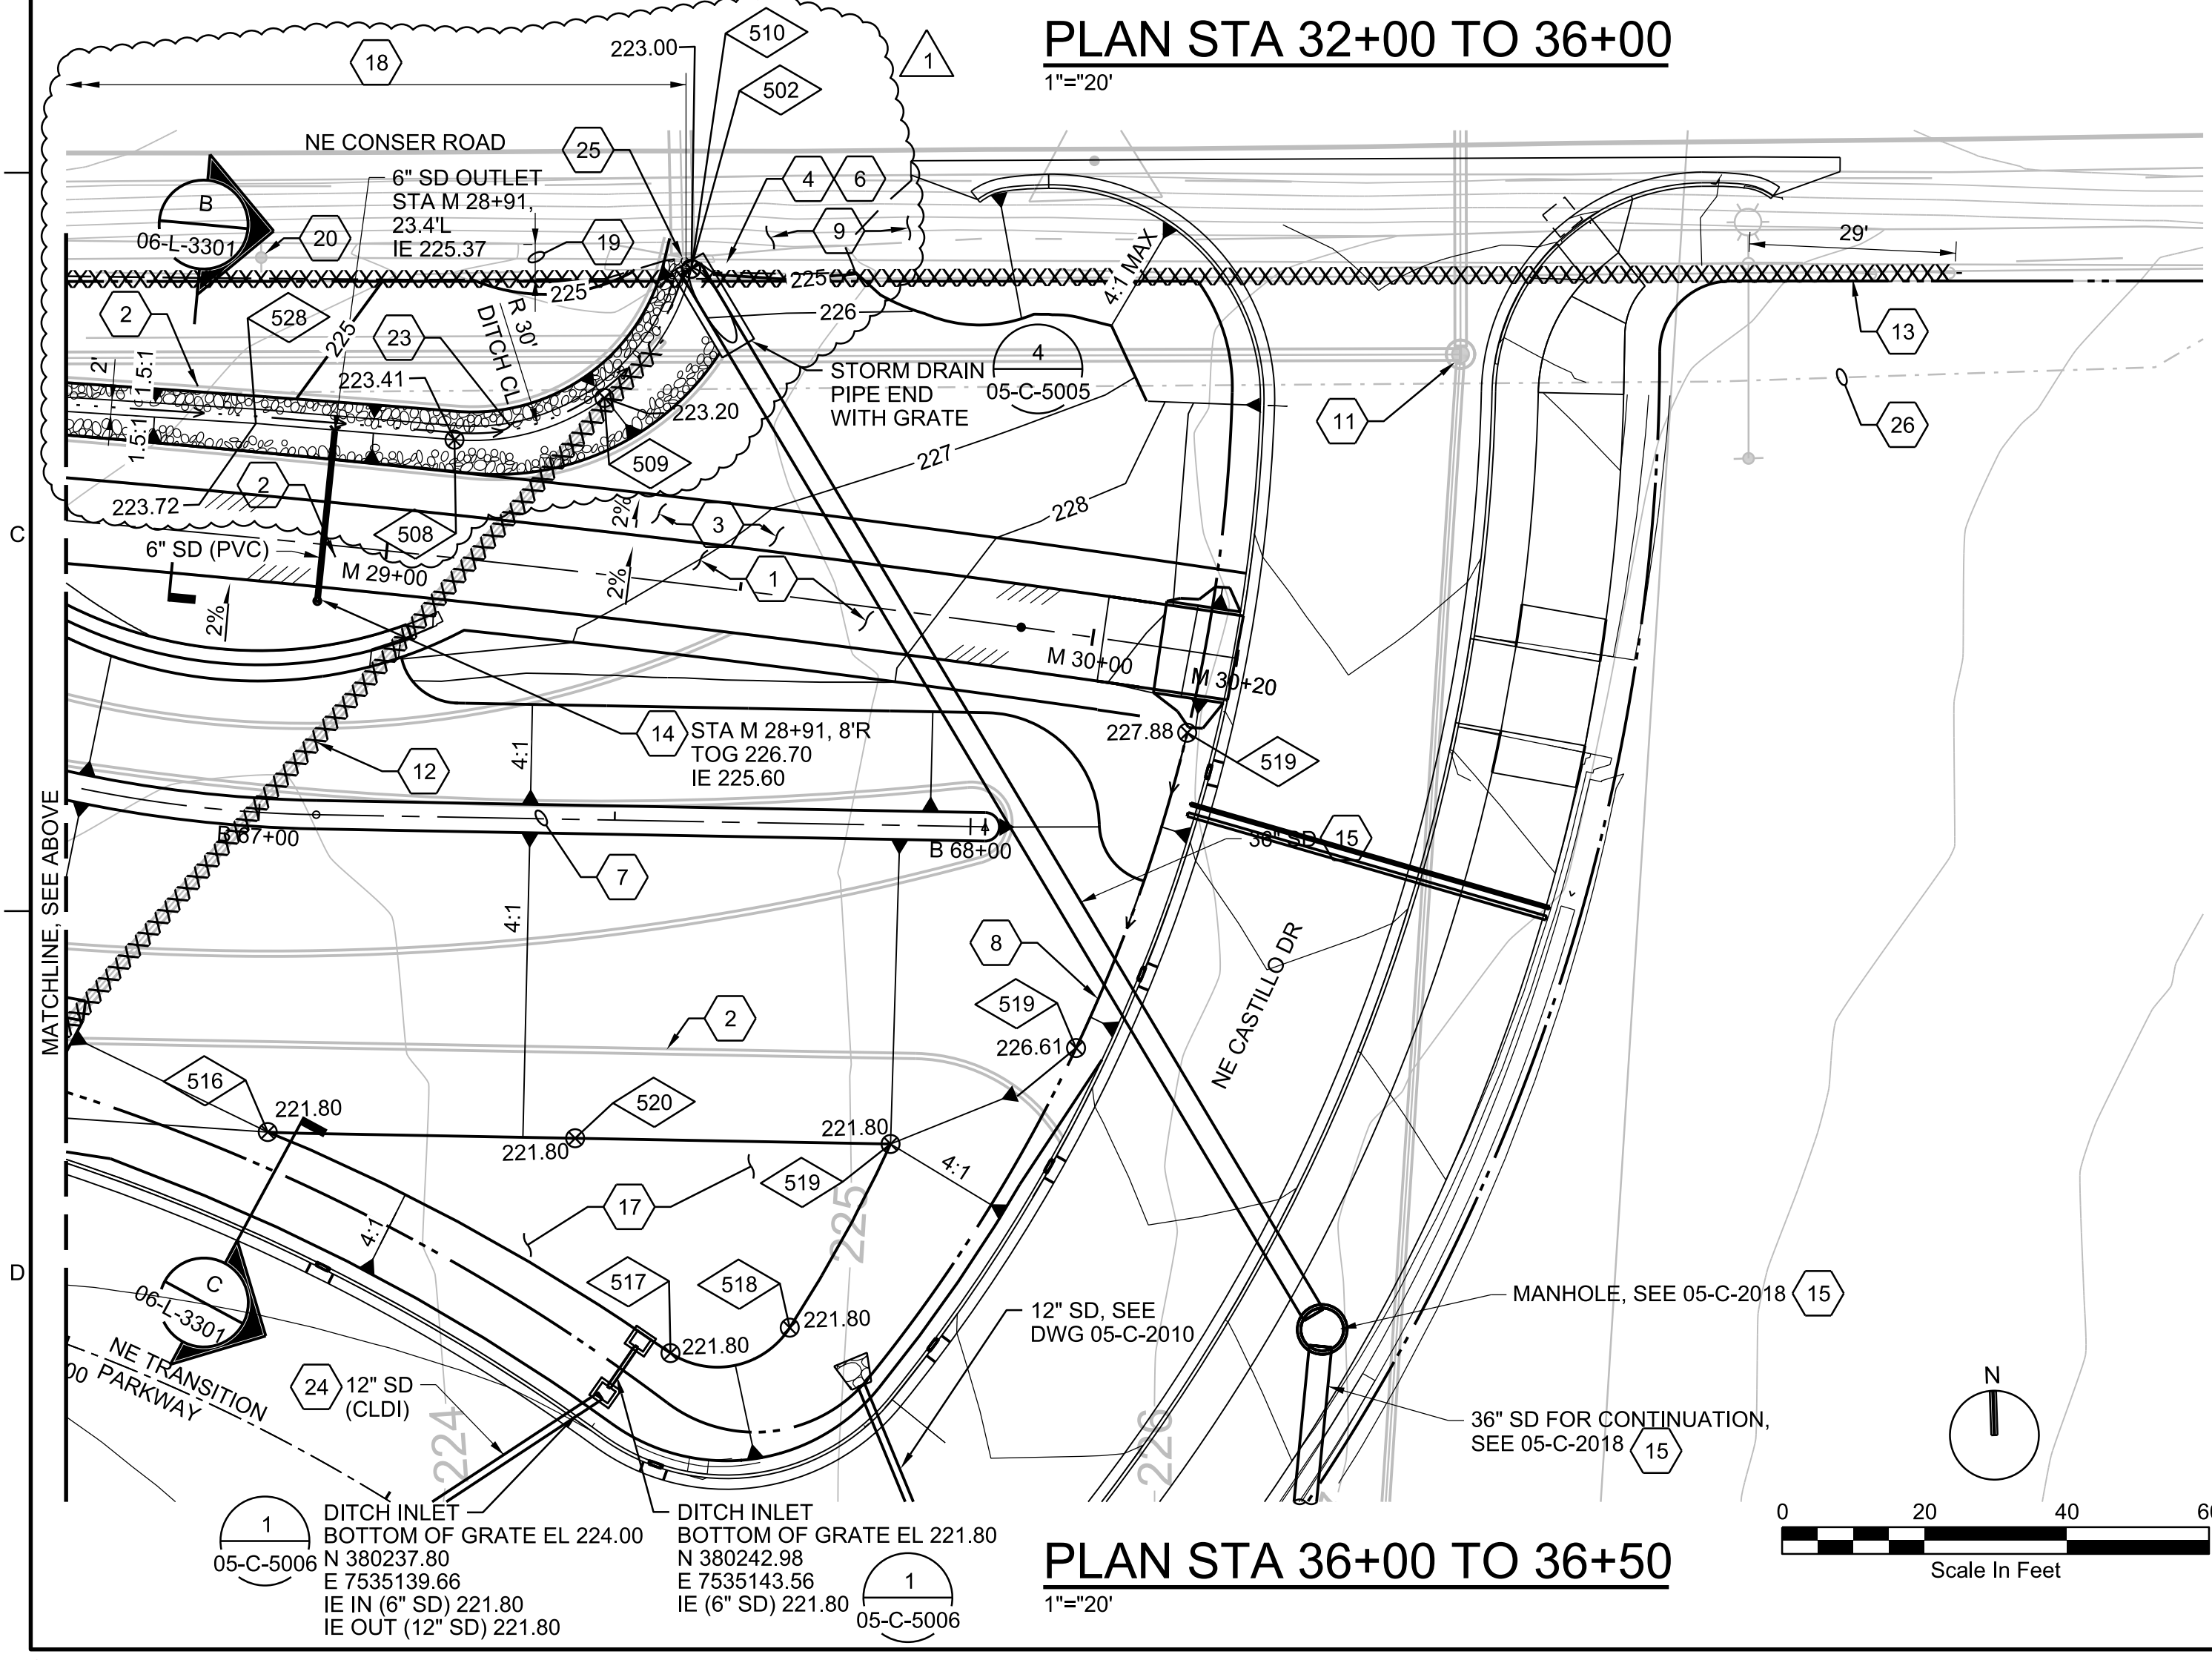 PLAN STA 32+00 TO 36+00
1"="20'
18
223.00
510
502
1
NE CONSER ROAD
25
6" SD OUTLET
STA M 28+91,
23.4'L
IE 225.37
B
06-L-3301
20
19
4
6
9
29'
225
225
226
4:1 MAX
2
528
225
23
R 30'
DITCH CL
13
2'
1.5:1
1.5:1
223.41
STORM DRAIN
PIPE END
WITH GRATE
4
05-C-5005
223.20
11
26
509
227
2
223.72
508
2%
3
228
C
6" SD (PVC)
M 29+00
2%
1
2%
M 30+00
M 30+20
14
STA M 28+91, 8'R
TOG 226.70
IE 225.60
227.88
519
12
4:1
B 67+00
B 68+00
36" SD
15
7
MATCHLINE, SEE ABOVE
4:1
8
NE CASTILLO DR
519
2
226.61
516
221.80
520
221.80
221.80
519
4:1
17
225
4:1
D
C
06-L-3301
517
518
221.80
221.80
12" SD, SEE
DWG 05-C-2010
MANHOLE, SEE 05-C-2018
15
NE TRANSITION
PARKWAY
00
24
12" SD
(CLDI)
224
226
36" SD FOR CONTINUATION,
SEE 05-C-2018
15
N
1
05-C-5006
DITCH INLET
BOTTOM OF GRATE EL 224.00
N 380237.80
E 7535139.66
IE IN (6" SD) 221.80
IE OUT (12" SD) 221.80
DITCH INLET
BOTTOM OF GRATE EL 221.80
N 380242.98
E 7535143.56
IE (6" SD) 221.80
1
05-C-5006
PLAN STA 36+00 TO 36+50
1"="20'
0 20 40
Scale In Feet